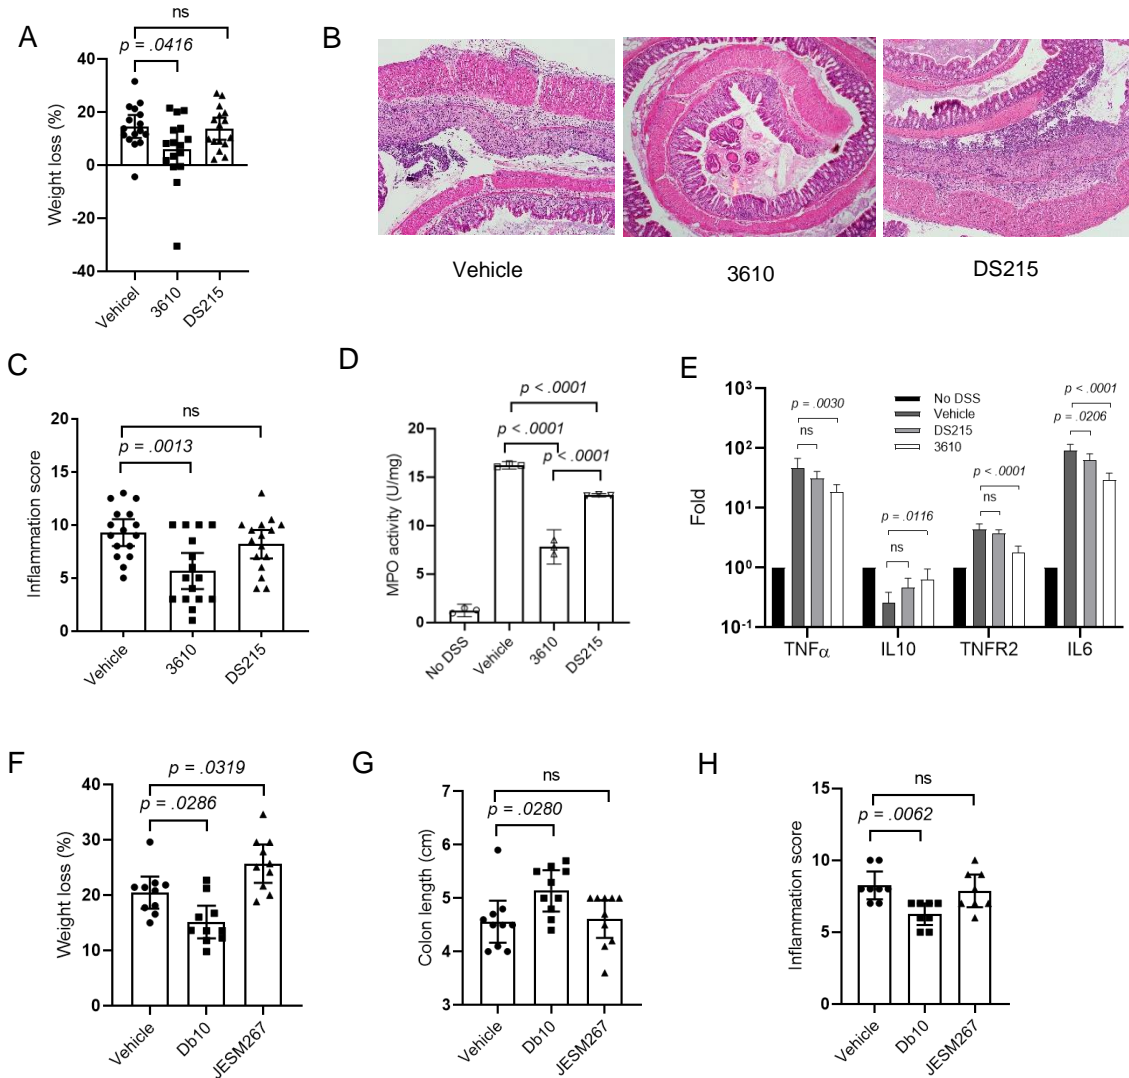 A
ns
p = .0416
Weight loss (%)
40
20
0
-20
-40
Vehicel
3610
DS215
B
Vehicle
3610
DS215
C
ns
p = .0013
Inflammation score
20
15
10
5
0
Vehicle
3610
DS215
D
p < .0001
p < .0001
p < .0001
MPO activity (U/mg)
20
15
10
5
0
No DSS
Vehicle
3610
DS215
E
Fold
10³
10²
10¹
10⁰
10⁻¹
No DSS
Vehicle
DS215
3610
p = .0030
ns
p = .0116
ns
p < .0001
ns
p < .0001
p = .0206
TNFα
IL10
TNFR2
IL6
F
p = .0319
p = .0286
Weight loss (%)
40
30
20
10
0
Vehicle
Db10
JESM267
G
ns
p = .0280
Colon length (cm)
7
6
5
4
3
Vehicle
Db10
JESM267
H
ns
p = .0062
Inflammation score
15
10
5
0
Vehicle
Db10
JESM267